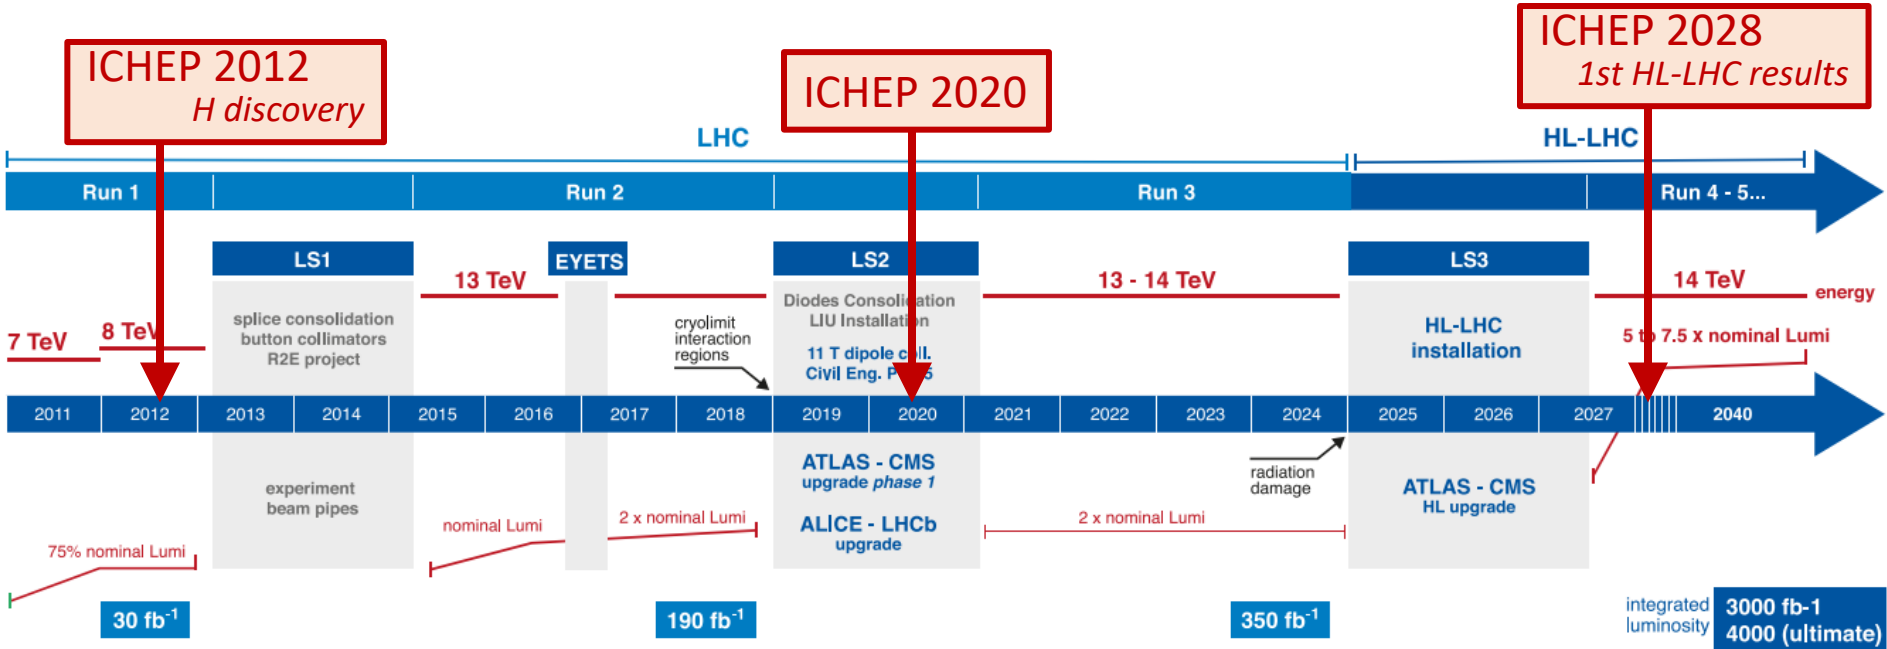 ICHEP 2012
H discovery
ICHEP 2020
ICHEP 2028
1st HL-LHC results
LHC
HL-LHC
Run 1
Run 2
Run 3
Run 4 - 5...
LS1
EYETS
LS2
LS3
13 TeV
13 - 14 TeV
14 TeV
energy
7 TeV
8 TeV
splice consolidation
button collimators
R2E project
cryolimit
interaction
regions
Diodes Consolidation
LIU Installation
11 T dipole coll.
Civil Eng. P1-5
HL-LHC
installation
5 to 7.5 x nominal Lumi
2011 2012 2013 2014 2015 2016 2017 2018 2019 2020 2021 2022 2023 2024 2025 2026 2027 2040
experiment
beam pipes
ATLAS - CMS
upgrade phase 1
ALICE - LHCb
upgrade
radiation
damage
ATLAS - CMS
HL upgrade
75% nominal Lumi
nominal Lumi
2 x nominal Lumi
2 x nominal Lumi
30 fb⁻¹
190 fb⁻¹
350 fb⁻¹
integrated
luminosity
3000 fb-1
4000 (ultimate)